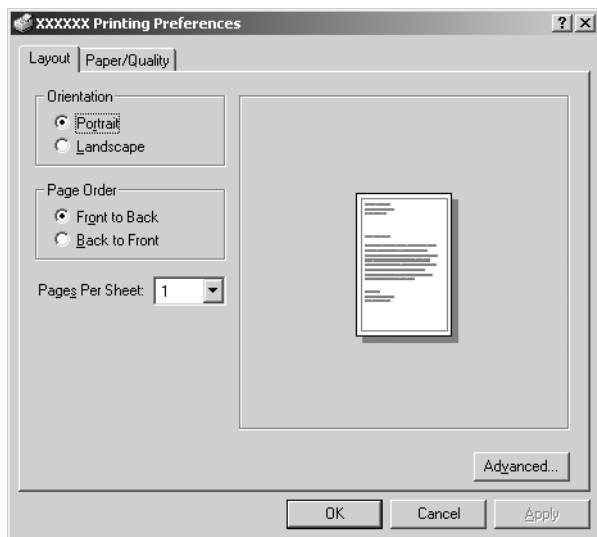 XXXXXX Printing Preferences
Layout Paper/Quality
Orientation
Portrait
Landscape
Page Order
Front to Back
Back to Front
Pages Per Sheet: 1
Advanced...
OK Cancel Apply